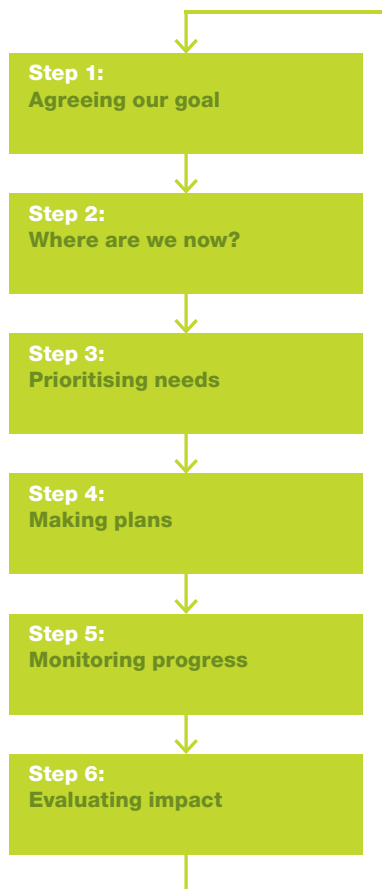 Step 1:
Agreeing our goal
Step 2:
Where are we now?
Step 3:
Prioritising needs
Step 4:
Making plans
Step 5:
Monitoring progress
Step 6:
Evaluating impact